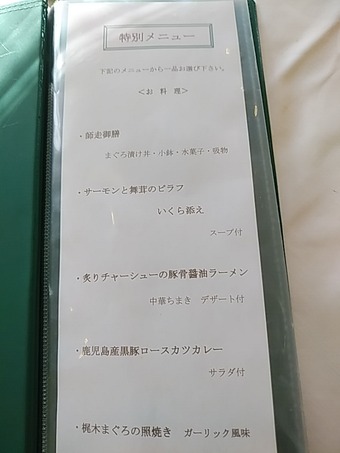 特別メニュー
下記のメニューから一品お選び下さい。
<お 料 理>
・師走御膳
まぐろ漬け丼・小鉢・水菓子・吸物
・サーモンと舞茸のピラフ
いくら添え
スープ付
・炙りチャーシューの豚骨醤油ラーメン
中華ちまき デザート付
・鹿児島産黒豚ロースカツカレー
サラダ付
・梶木まぐろの照焼き ガーリック風味